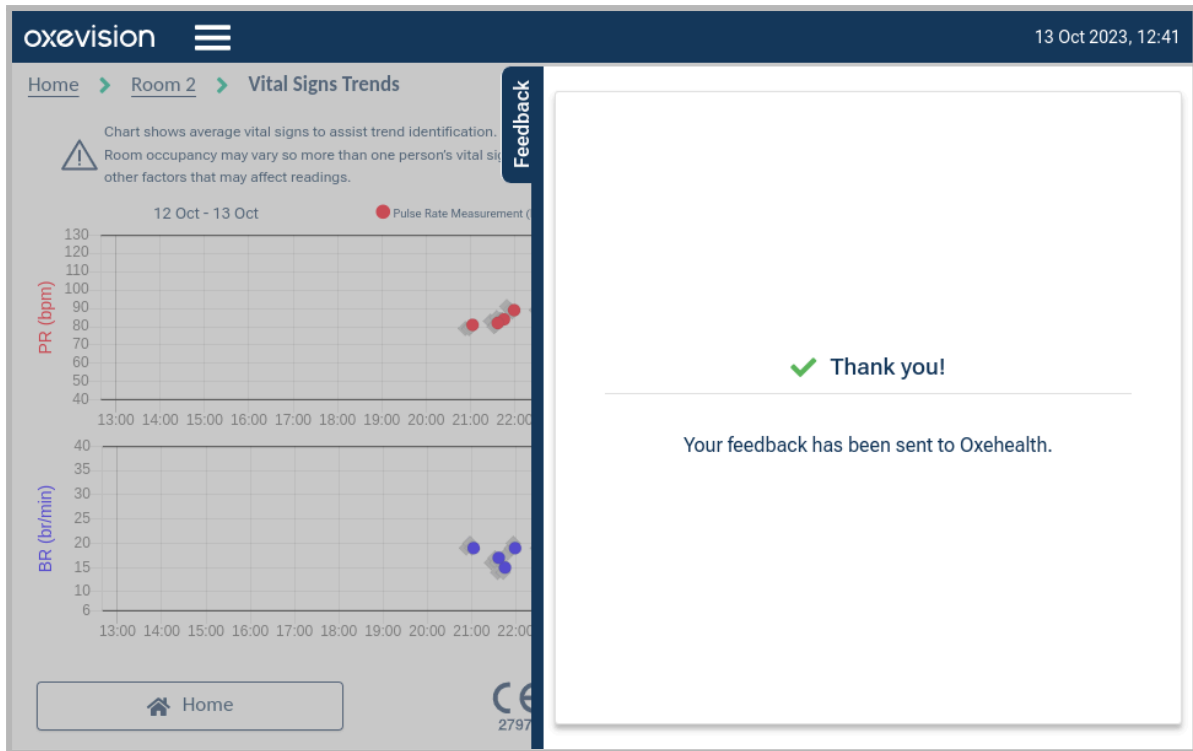 oxevision
13 Oct 2023, 12:41
Home
Room 2
Vital Signs Trends
Feedback
Chart shows average vital signs to assist trend identification.
Room occupancy may vary so more than one person's vital
other factors that may affect readings.
12 Oct - 13 Oct
Pulse Rate Measurement
PR (bpm)
130
120
110
100
90
80
70
60
50
40
13:00 14:00 15:00 16:00 17:00 18:00 19:00 20:00 21:00 22:00
BR (br/min)
40
35
30
25
20
15
10
6
13:00 14:00 15:00 16:00 17:00 18:00 19:00 20:00 21:00 22:00
Home
CE
2797
Thank you!
Your feedback has been sent to Oxehealth.